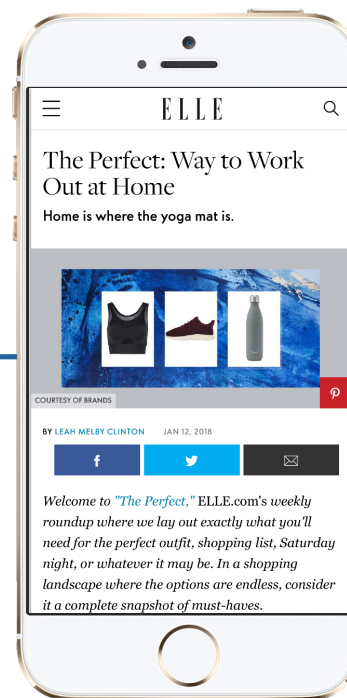 ELLE
The Perfect: Way to Work
Out at Home
Home is where the yoga mat is.
COURTESY OF BRANDS
BY LEAH MELBY CLINTON JAN 12, 2018
Welcome to "The Perfect," ELLE.com's weekly
roundup where we lay out exactly what you'll
need for the perfect outfit, shopping list, Saturday
night, or whatever it may be. In a shopping
landscape where the options are endless, consider
it a complete snapshot of must-haves.